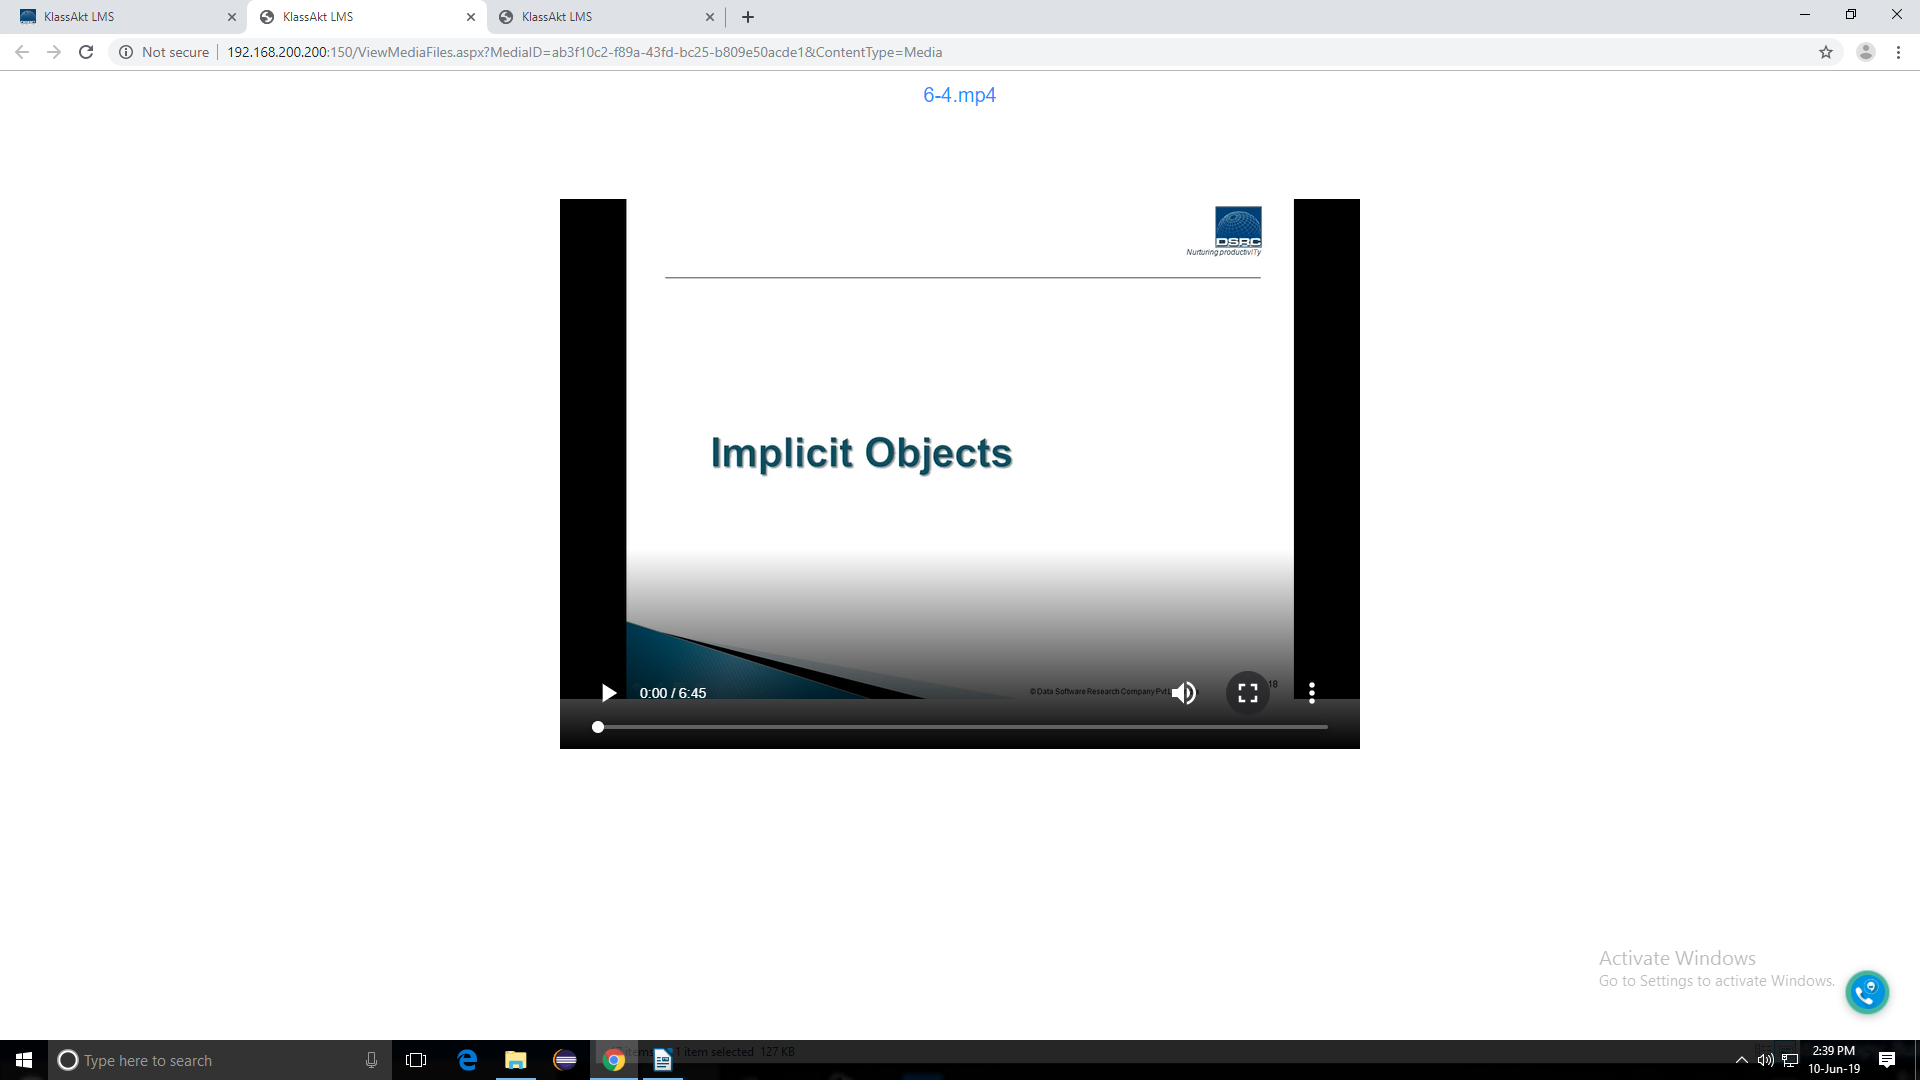 KlassAkt LMS
KlassAkt LMS
KlassAkt LMS
Not secure
192.168.200.200:150/ViewMediaFiles.aspx?MediaID=ab3f10c2-f89a-43fd-bc25-b809e50acde1&ContentType=Media
6-4.mp4
DSRC
Nurturing productivITy
Implicit Objects
0:00 / 6:45
© Data Software Research Company Pvt
18
Activate Windows
Go to Settings to activate Windows.
Type here to search
1 item selected 127 KB
2:39 PM
10-Jun-19